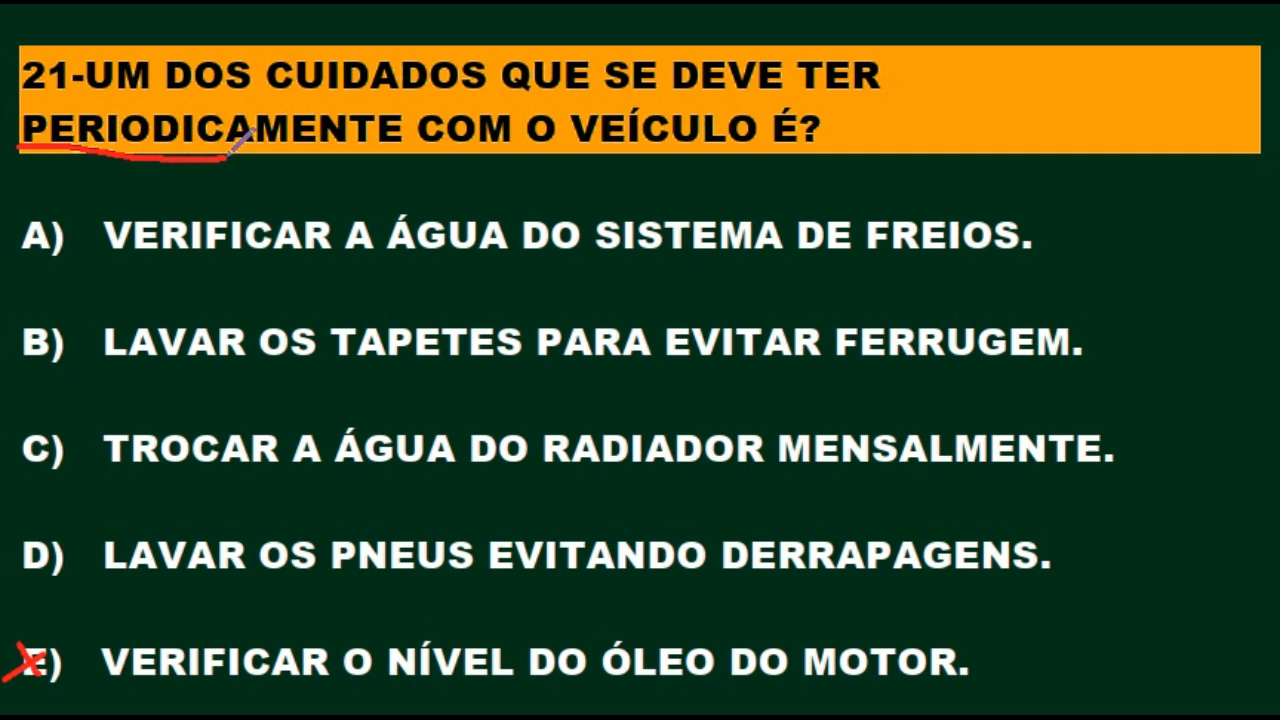 21-UM DOS CUIDADOS QUE SE DEVE TER
PERIODICAMENTE COM O VEÍCULO É?
A) VERIFICAR A ÁGUA DO SISTEMA DE FREIOS.
B) LAVAR OS TAPETES PARA EVITAR FERRUGEM.
C) TROCAR A ÁGUA DO RADIADOR MENSALMENTE.
D) LAVAR OS PNEUS EVITANDO DERRAPAGENS.
E) VERIFICAR O NÍVEL DO ÓLEO DO MOTOR.